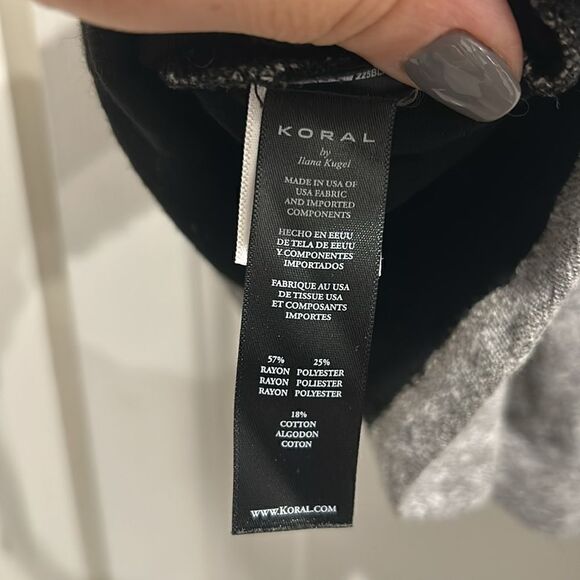 225BL
KORAL
by
Ilana Kugel
MADE IN USA OF
USA FABRIC
AND IMPORTED
COMPONENTS
HECHO EN EEUU
DE TELA DE EEUU
Y COMPONENTES
IMPORTADOS
FABRIQUE AU USA
DE TISSUE USA
ET COMPOSANTS
IMPORTES
57% 25%
RAYON POLYESTER
RAYON POLIESTER
RAYON POLYESTER
18%
COTTON
ALGODON
COTON
WWW.KORAL.COM